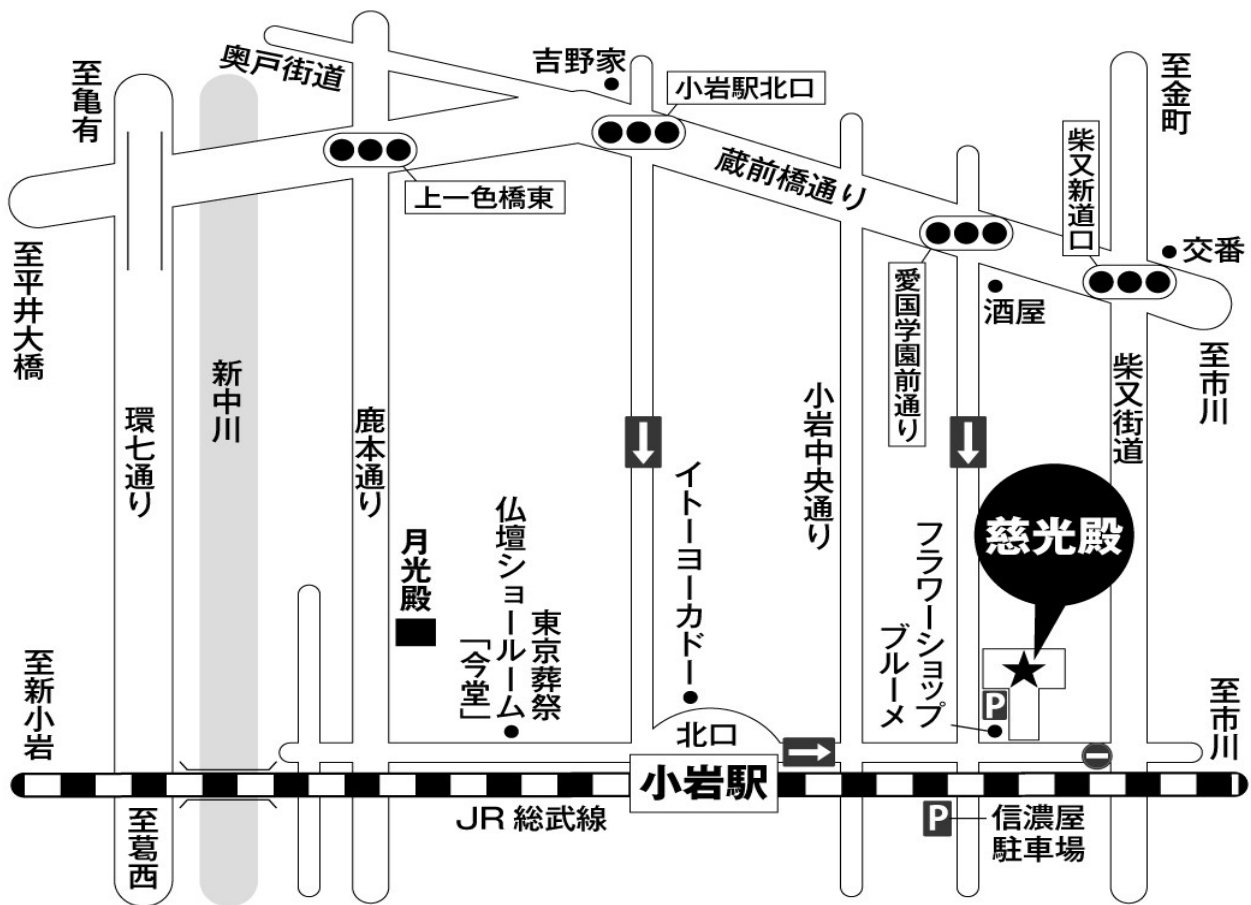 奥戸街道
吉野家
小岩駅北口
至亀有
至金町
上一色橋東
蔵前橋通り
柴又新道口
交番
至平井大橋
愛国学園前通り
酒屋
至市川
新中川
環七通り
鹿本通り
小岩中央通り
柴又街道
月光殿
東京葬祭
仏壇ショールーム
「今堂」
イトーヨーカドー
フラワーショップ
ブルーメ
慈光殿
P
至新小岩
北口
至市川
小岩駅
JR 総武線
至葛西
P
信濃屋
駐車場